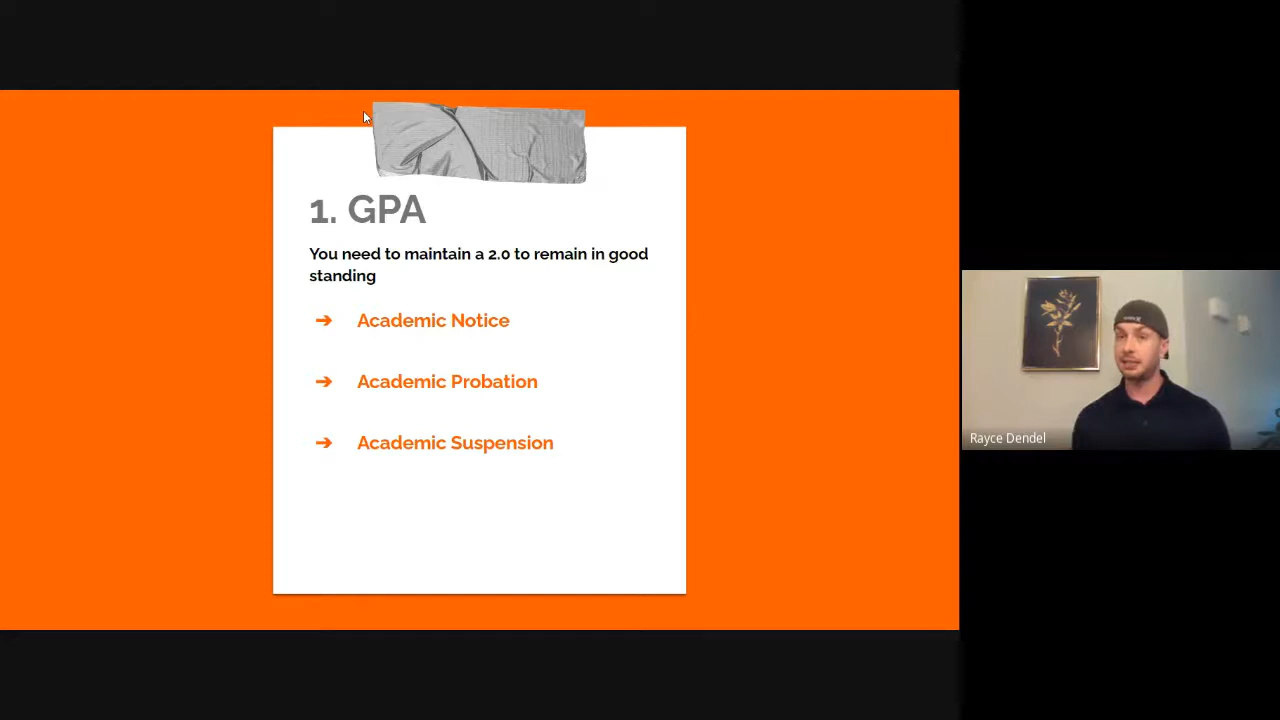 1. GPA
You need to maintain a 2.0 to remain in good
standing
➔ Academic Notice
➔ Academic Probation
➔ Academic Suspension
Rayce Dendel